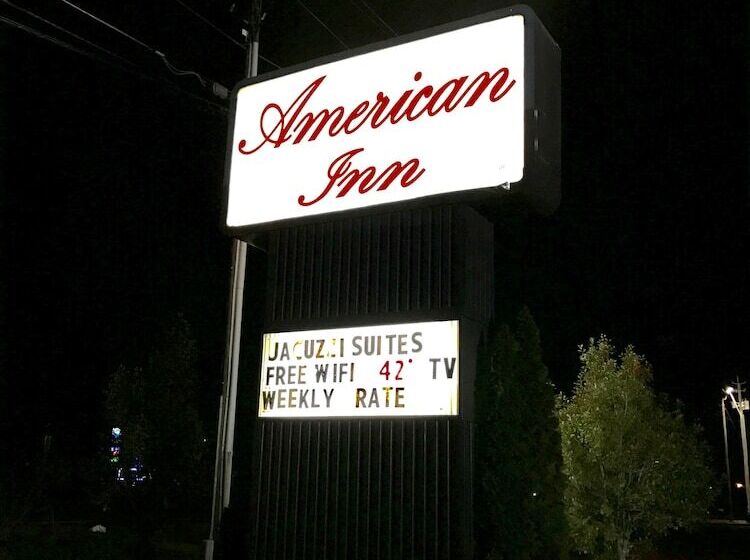 American
Inn
JACUZZI SUITES
FREE WIFI 42" TV
WEEKLY RATE